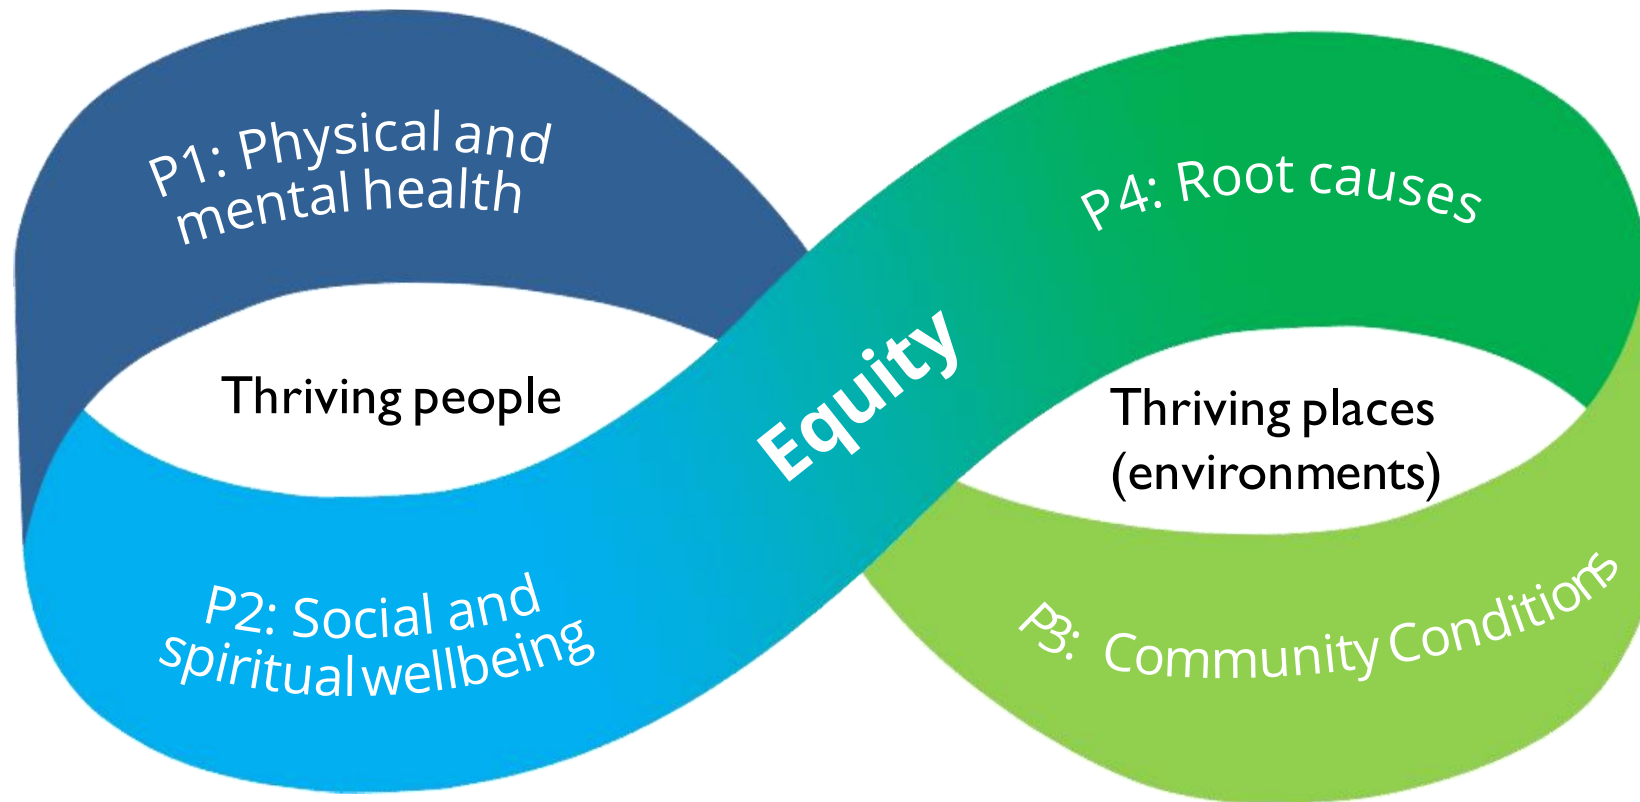 P1: Physical and
mental health
Thriving people
P2: Social and
spiritual wellbeing
Equity
P4: Root causes
Thriving places
(environments)
P3: Community Conditions